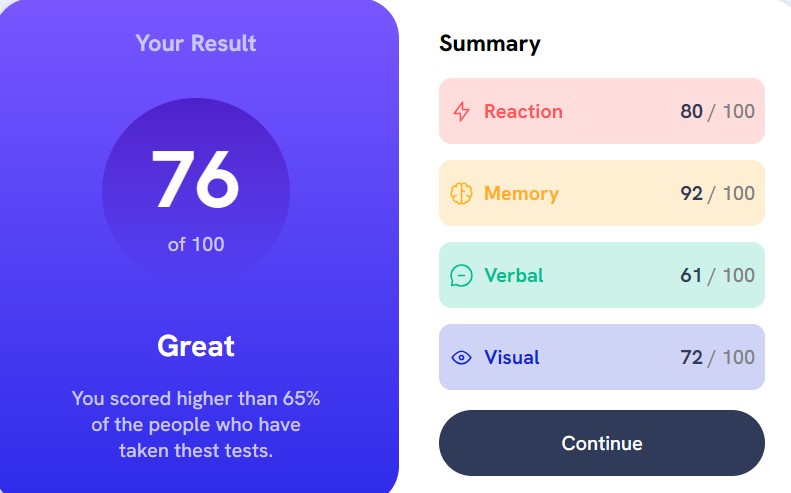 Your Result
76
of 100
Great
You scored higher than 65%
of the people who have
taken thest tests.
Summary
Reaction 80 / 100
Memory 92 / 100
Verbal 61 / 100
Visual 72 / 100
Continue